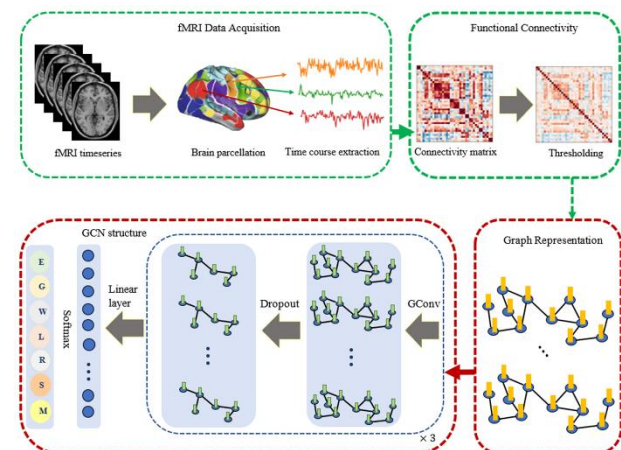 fMRI Data Acquisition
Functional Connectivity
fMRI timeseries
Brain parcellation
Time course extraction
Connectivity matrix
Thresholding
GCN structure
Graph Representation
E
G
W
L
R
S
M
Softmax
Linear
layer
Dropout
GConv
× 3